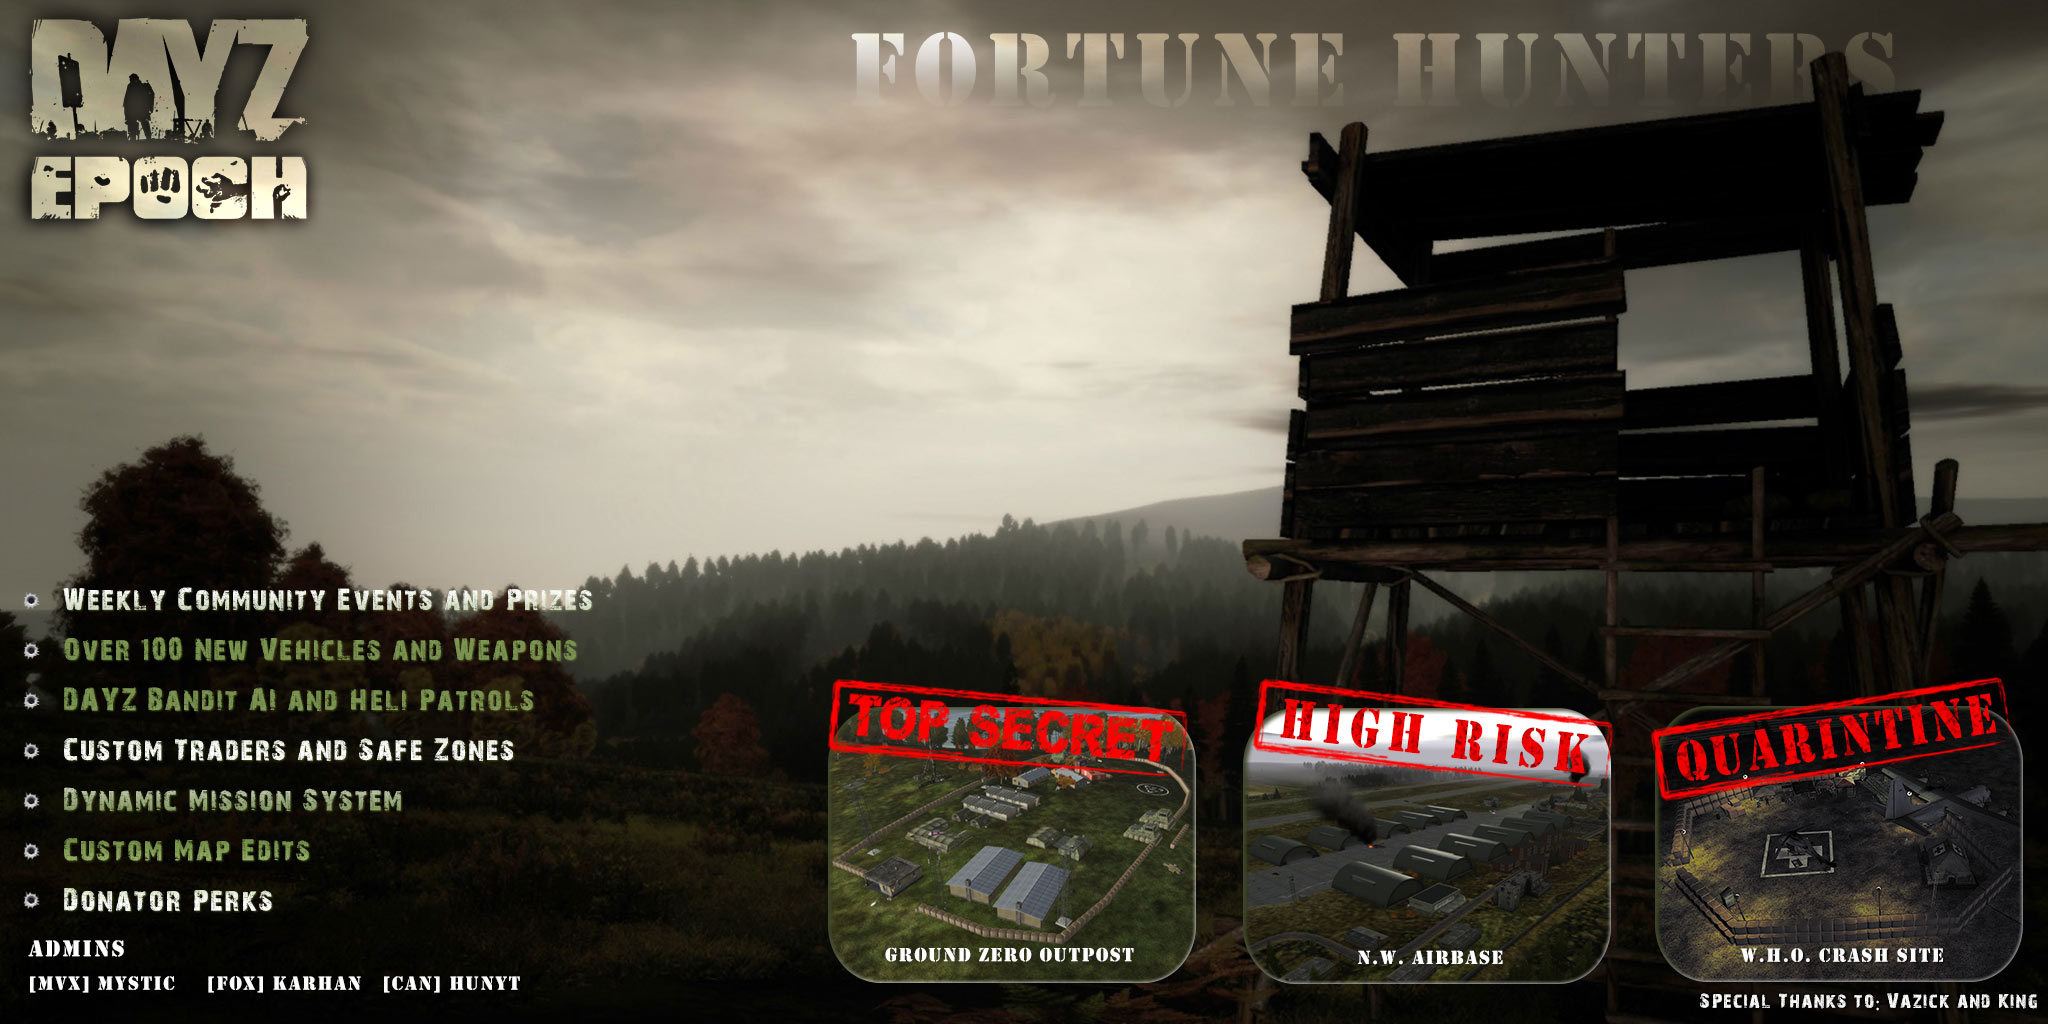 DAYZ
EPOCH
FORTUNE HUNTERS
Weekly Community Events and Prizes
Over 100 New Vehicles and Weapons
DAYZ Bandit AI and Heli Patrols
Custom Traders and Safe Zones
Dynamic Mission System
Custom Map Edits
Donator Perks
ADMINS
[MVX] MYSTIC [FOX] KARHAN [CAN] HUNYT
TOP SECRET
GROUND ZERO OUTPOST
HIGH RISK
N.W. AIRBASE
QUARINTINE
W.H.O. CRASH SITE
Special Thanks to: Vazick and King